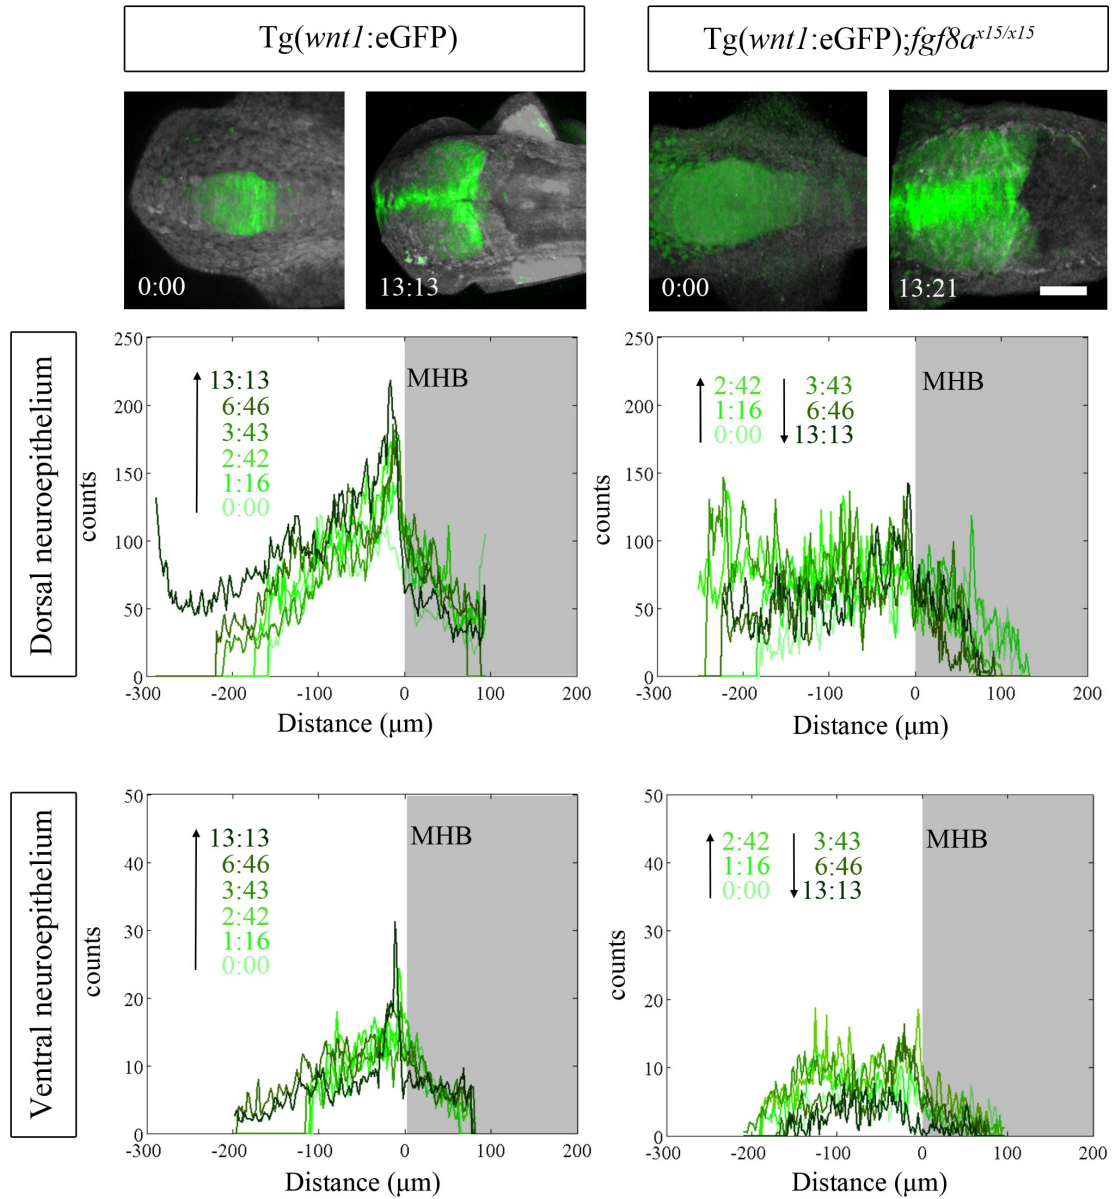 Tg(wnt1:eGFP)
Tg(wnt1:eGFP);fgf8a^x15/x15
0:00
13:13
0:00
13:21
Dorsal neuroepithelium
counts
250
200
150
100
50
0
13:13
6:46
3:43
2:42
1:16
0:00
MHB
-300 -200 -100 0 100 200
Distance (μm)
counts
250
200
150
100
50
0
2:42 3:43
1:16 6:46
0:00 13:13
MHB
-300 -200 -100 0 100 200
Distance (μm)
Ventral neuroepithelium
counts
50
40
30
20
10
0
13:13
6:46
3:43
2:42
1:16
0:00
MHB
-300 -200 -100 0 100 200
Distance (μm)
counts
50
40
30
20
10
0
2:42 3:43
1:16 6:46
0:00 13:13
MHB
-300 -200 -100 0 100 200
Distance (μm)